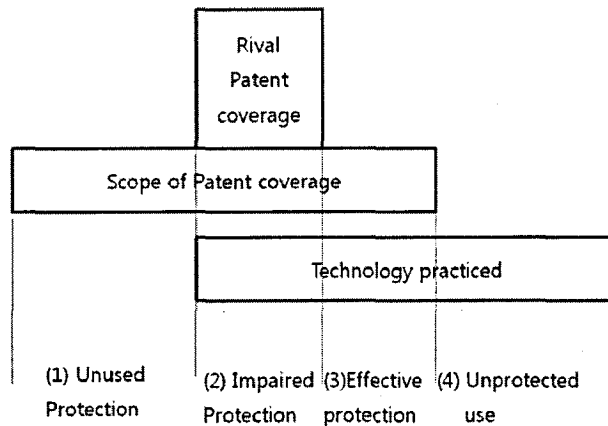 Rival
Patent
coverage
Scope of Patent coverage
Technology practiced
(1) Unused
Protection
(2) Impaired
Protection
(3)Effective
protection
(4) Unprotected
use